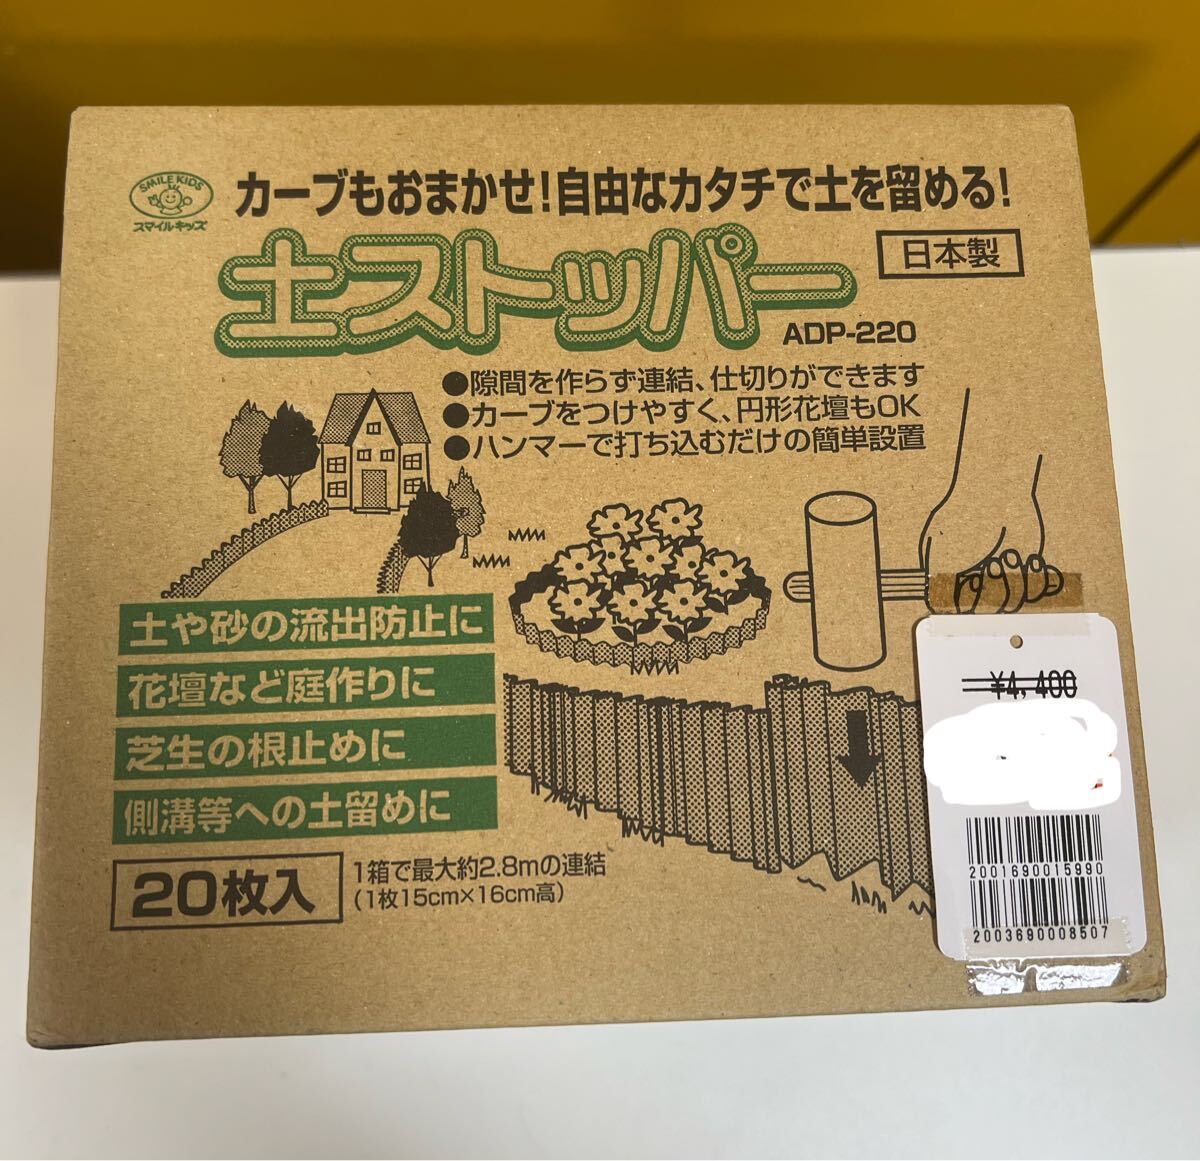 SMILE KIDS
スマイルキッズ
カーブもおまかせ!自由なカタチで土を留める!
土ストッパー
日本製
ADP-220
●隙間を作らず連結、仕切りができます
●カーブをつけやすく、円形花壇もOK
●ハンマーで打ち込むだけの簡単設置
土や砂の流出防止に
花壇など庭作りに
芝生の根止めに
側溝等への土留めに
20枚入
1箱で最大約2.8mの連結
(1枚15cm×16cm高)
¥4,400
2001690015990
2003690008507